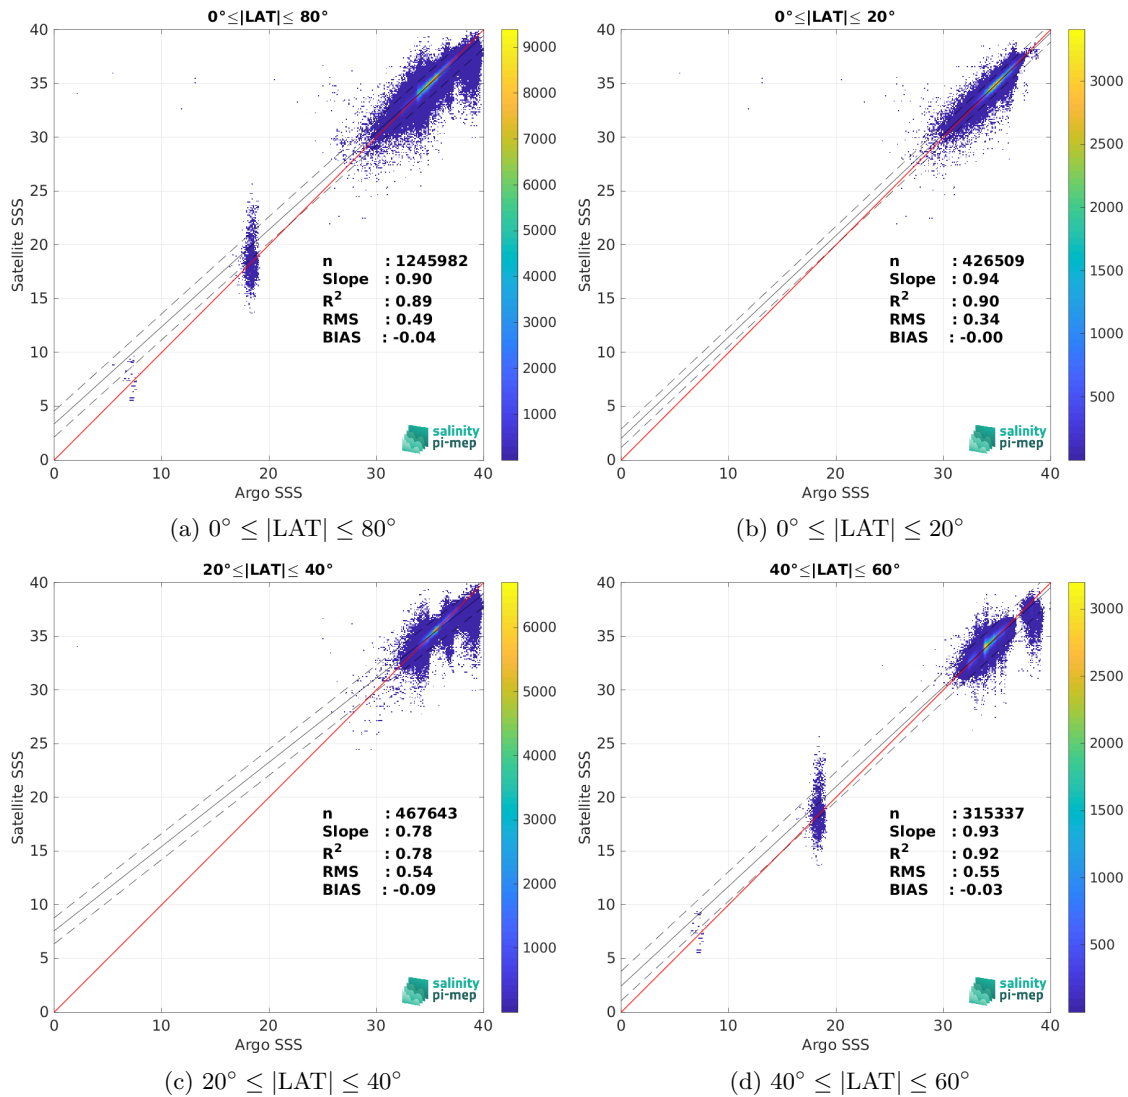 0°≤|LAT|≤ 80°
40
35
30
25
20
15
10
5
0
Satellite SSS
0
10
20
30
40
Argo SSS
n : 1245982
Slope : 0.90
R² : 0.89
RMS : 0.49
BIAS : -0.04
salinity
pi-mep
9000
8000
7000
6000
5000
4000
3000
2000
1000
(a) 0° ≤ |LAT| ≤ 80°
0°≤|LAT|≤ 20°
40
35
30
25
20
15
10
5
0
Satellite SSS
0
10
20
30
40
Argo SSS
n : 426509
Slope : 0.94
R² : 0.90
RMS : 0.34
BIAS : -0.00
salinity
pi-mep
3000
2500
2000
1500
1000
500
(b) 0° ≤ |LAT| ≤ 20°
20°≤|LAT|≤ 40°
40
35
30
25
20
15
10
5
0
Satellite SSS
0
10
20
30
40
Argo SSS
n : 467643
Slope : 0.78
R² : 0.78
RMS : 0.54
BIAS : -0.09
salinity
pi-mep
6000
5000
4000
3000
2000
1000
(c) 20° ≤ |LAT| ≤ 40°
40°≤|LAT|≤ 60°
40
35
30
25
20
15
10
5
0
Satellite SSS
0
10
20
30
40
Argo SSS
n : 315337
Slope : 0.93
R² : 0.92
RMS : 0.55
BIAS : -0.03
salinity
pi-mep
3000
2500
2000
1500
1000
500
(d) 40° ≤ |LAT| ≤ 60°